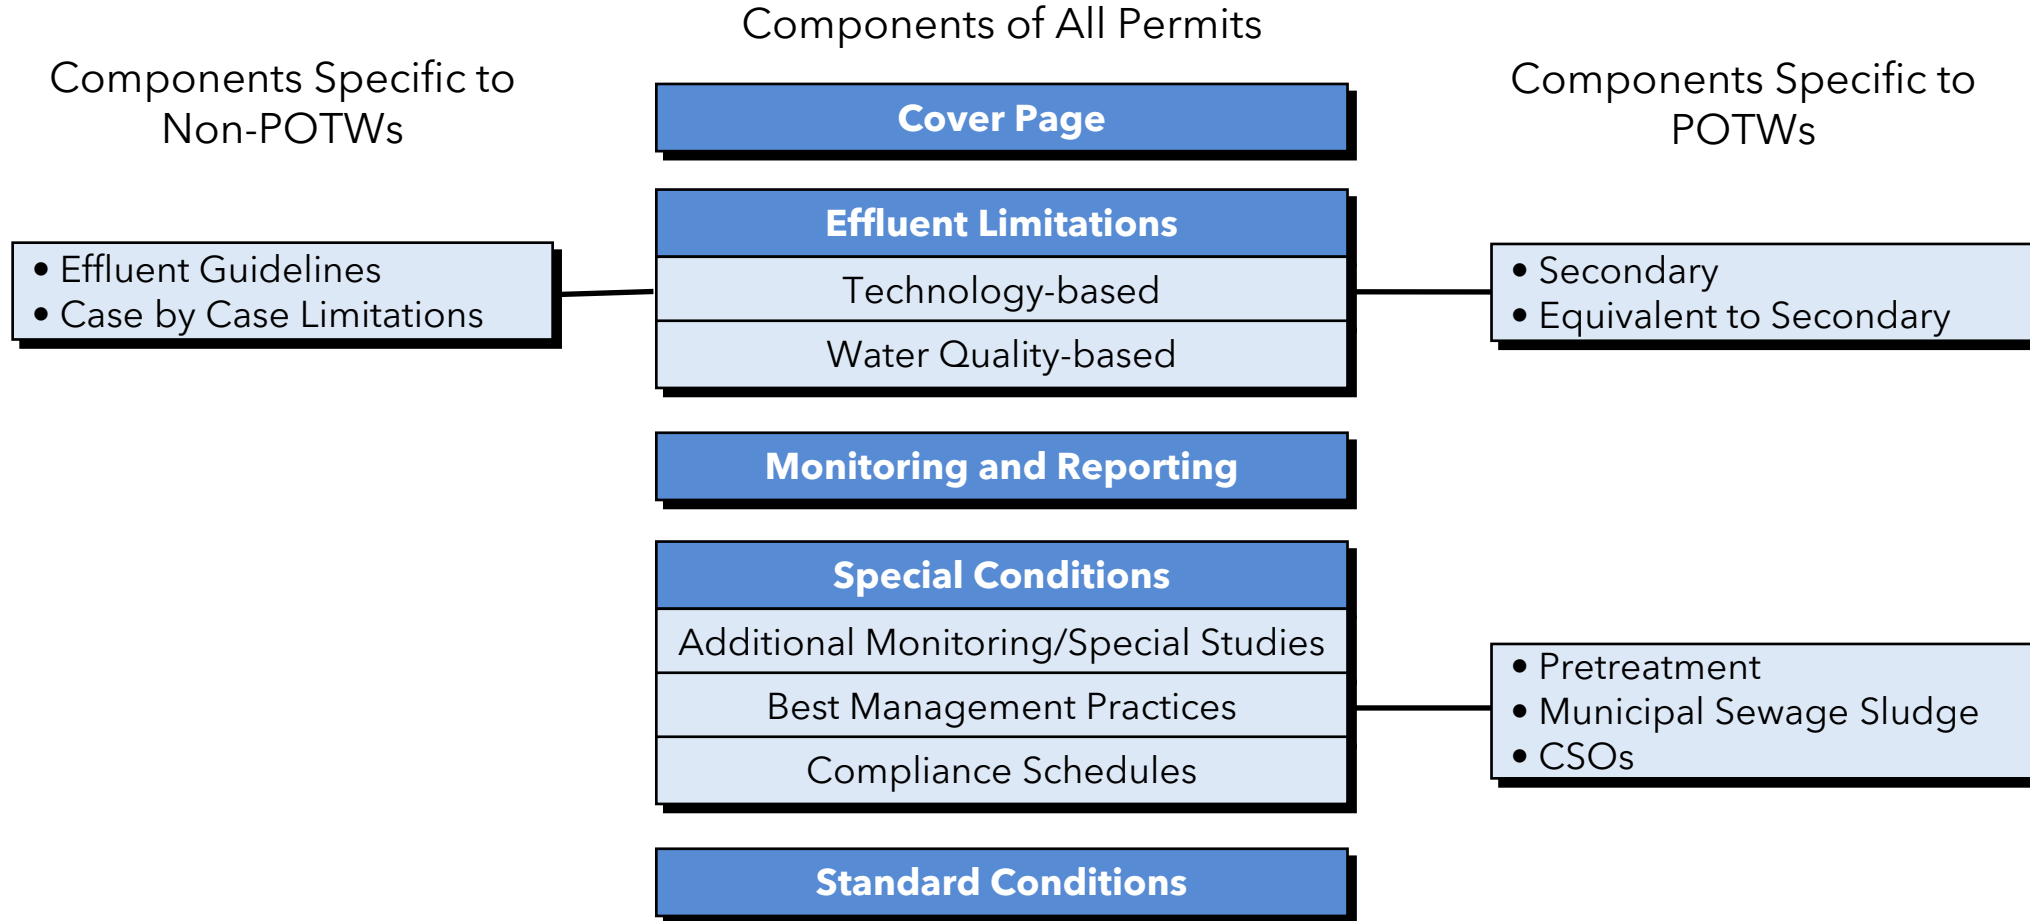 Components of All Permits
Components Specific to
Non-POTWs
Components Specific to
POTWs
Cover Page
Effluent Limitations
Technology-based
Water Quality-based
• Effluent Guidelines
• Case by Case Limitations
• Secondary
• Equivalent to Secondary
Monitoring and Reporting
Special Conditions
Additional Monitoring/Special Studies
Best Management Practices
Compliance Schedules
• Pretreatment
• Municipal Sewage Sludge
• CSOs
Standard Conditions